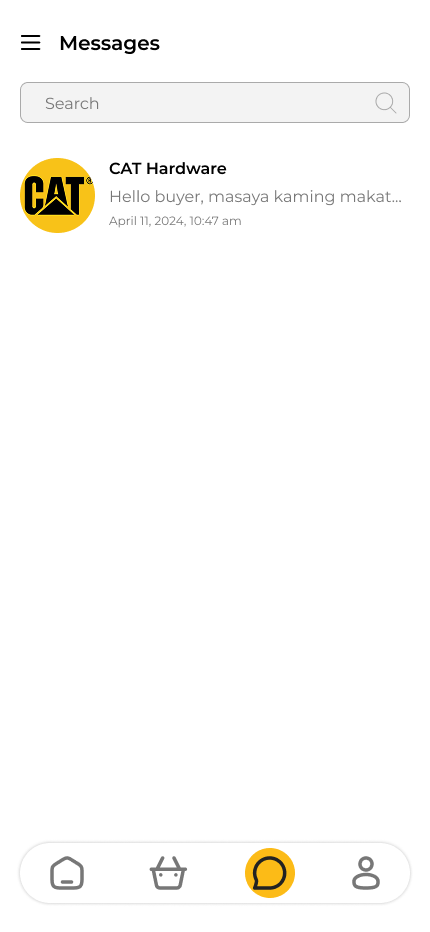 Messages
Search
CAT®
CAT Hardware
Hello buyer, masaya kaming makat...
April 11, 2024, 10:47 am